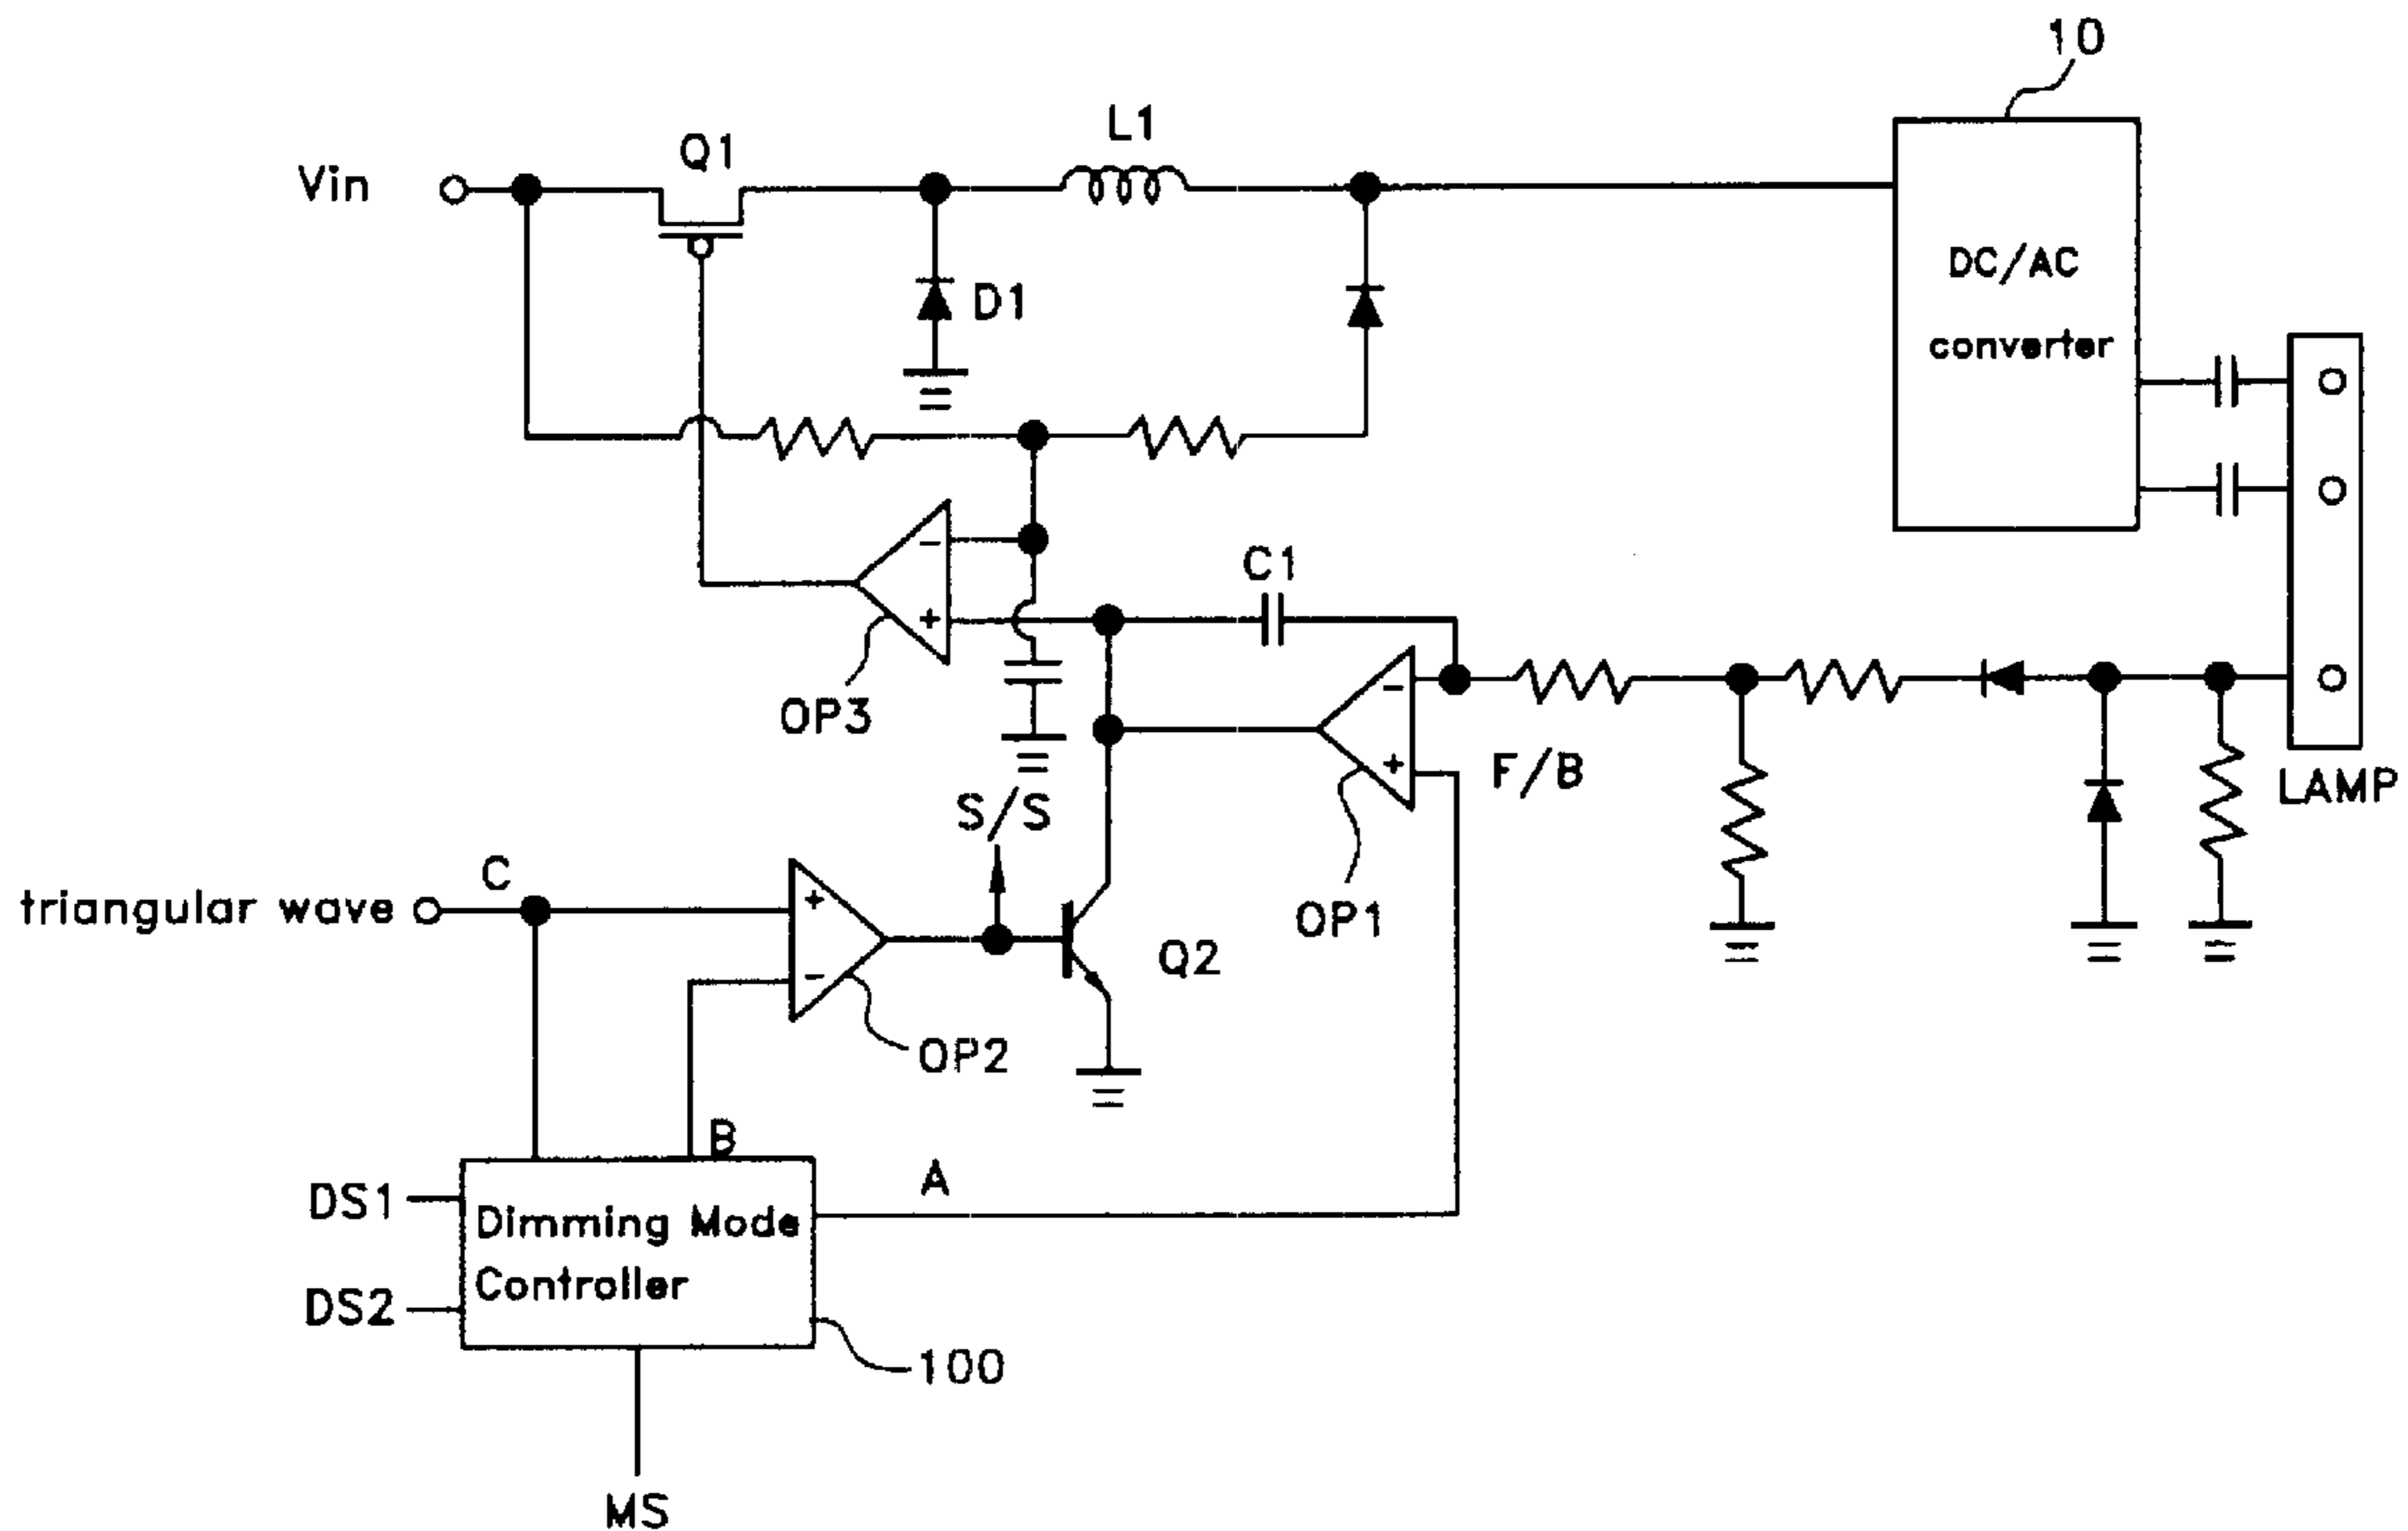 10
L1
Q1
Vin
DC/AC
converter
D1
C1
-
+
OP3
-
+
F/B
LAMP
S/S
C
triangular wave
+
-
OP1
Q2
OP2
B
A
DS1
Dimming Mode
Controller
DS2
100
MS